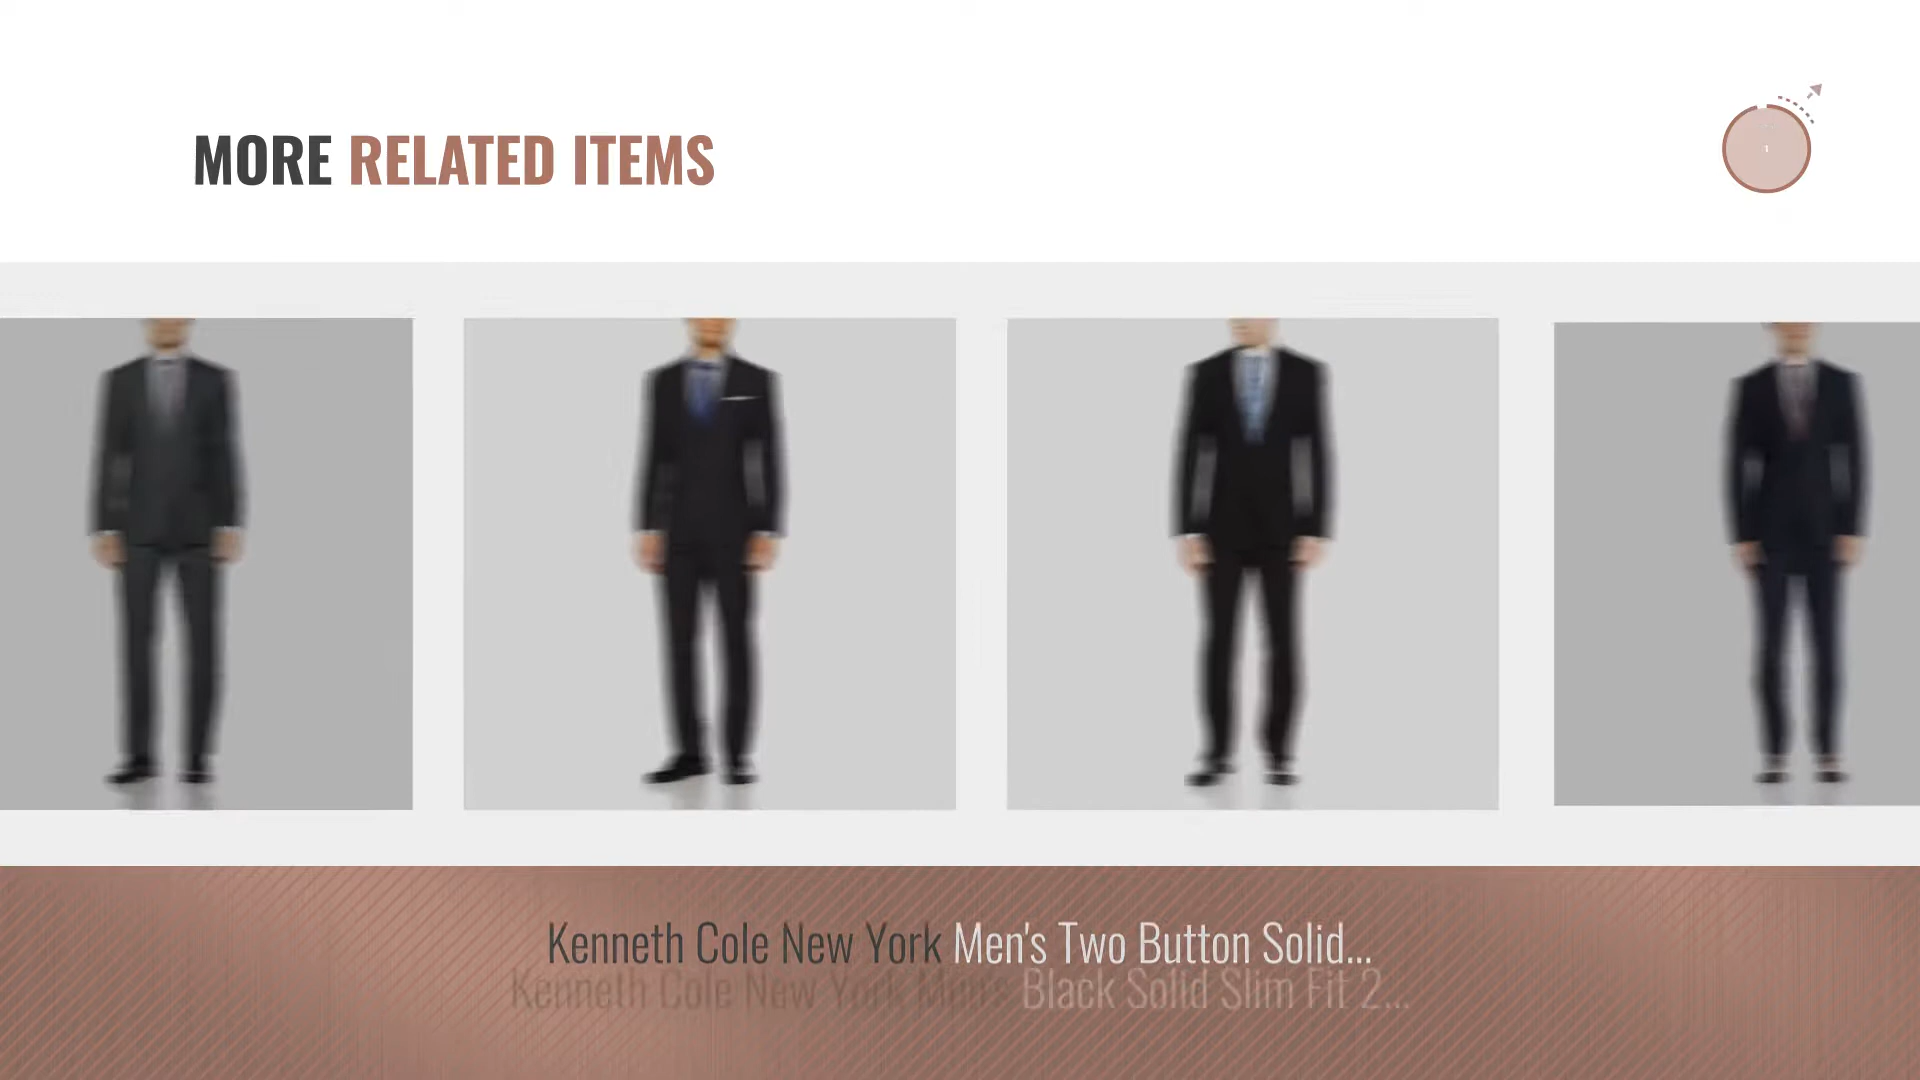 MORE RELATED ITEMS
1
Kenneth Cole New York Men's Two Button Solid...
Kenneth Cole New York Men's Black Solid Slim Fit 2...